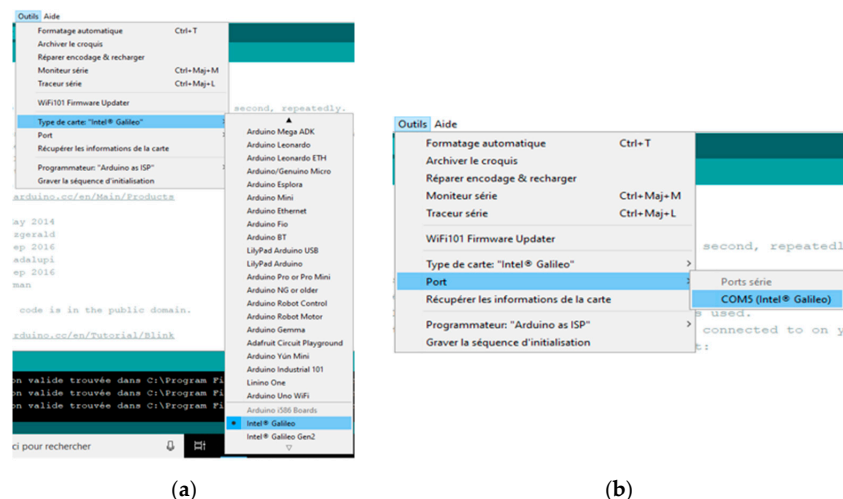 Outils Aide
Formatage automatique Ctrl+T
Archiver le croquis
Réparer encodage & recharger
Moniteur série Ctrl+Maj+M
Traceur série Ctrl+Maj+L
WiFi101 Firmware Updater
second, repeatedly.
Type de carte: "Intel® Galileo"
Port
Récupérer les informations de la carte
Programmateur: "Arduino as ISP"
Graver la séquence d'initialisation
arduino.cc/en/Main/Products
ay 2014
zgerald
ep 2016
adalupi
ep 2016
man
code is in the public domain.
rduino.cc/en/Tutorial/Blink
on valide trouvée dans C:\Program Fi
on valide trouvée dans C:\Program Fi
on valide trouvée dans C:\Program Fi
ci pour rechercher
Arduino Mega ADK
Arduino Leonardo
Arduino Leonardo ETH
Arduino/Genuino Micro
Arduino Esplora
Arduino Mini
Arduino Ethernet
Arduino Fio
Arduino BT
LilyPad Arduino USB
LilyPad Arduino
Arduino Pro or Pro Mini
Arduino NG or older
Arduino Robot Control
Arduino Robot Motor
Arduino Gemma
Adafruit Circuit Playground
Arduino Yún Mini
Arduino Industrial 101
Linino One
Arduino Uno WiFi
Arduino i586 Boards
Intel® Galileo
Intel® Galileo Gen2
(a)
Outils Aide
Formatage automatique Ctrl+T
Archiver le croquis
Réparer encodage & recharger
Moniteur série Ctrl+Maj+M
Traceur série Ctrl+Maj+L
WiFi101 Firmware Updater
second, repeatedl
Type de carte: "Intel® Galileo"
Port
Ports série
COM5 (Intel® Galileo)
Récupérer les informations de la carte
s used.
Programmateur: "Arduino as ISP"
connected to on y
Graver la séquence d'initialisation
t:
(b)